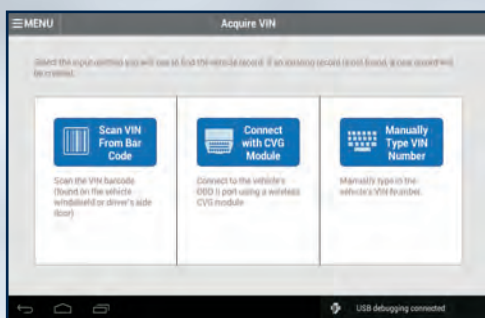 MENU
Acquire VIN
Select the input method you will use to find the vehicle record. If an existing record is not found, a new record will
be created.
Scan VIN
From Bar
Code
Scan the VIN barcode
(found on the vehicle
windshield or driver's side
door)
Connect
with CVG
Module
Connect to the vehicle's
OBD II port using a wireless
CVG module
Manually
Type VIN
Number
Manually type in the
vehicle's VIN Number.
USB debugging connected